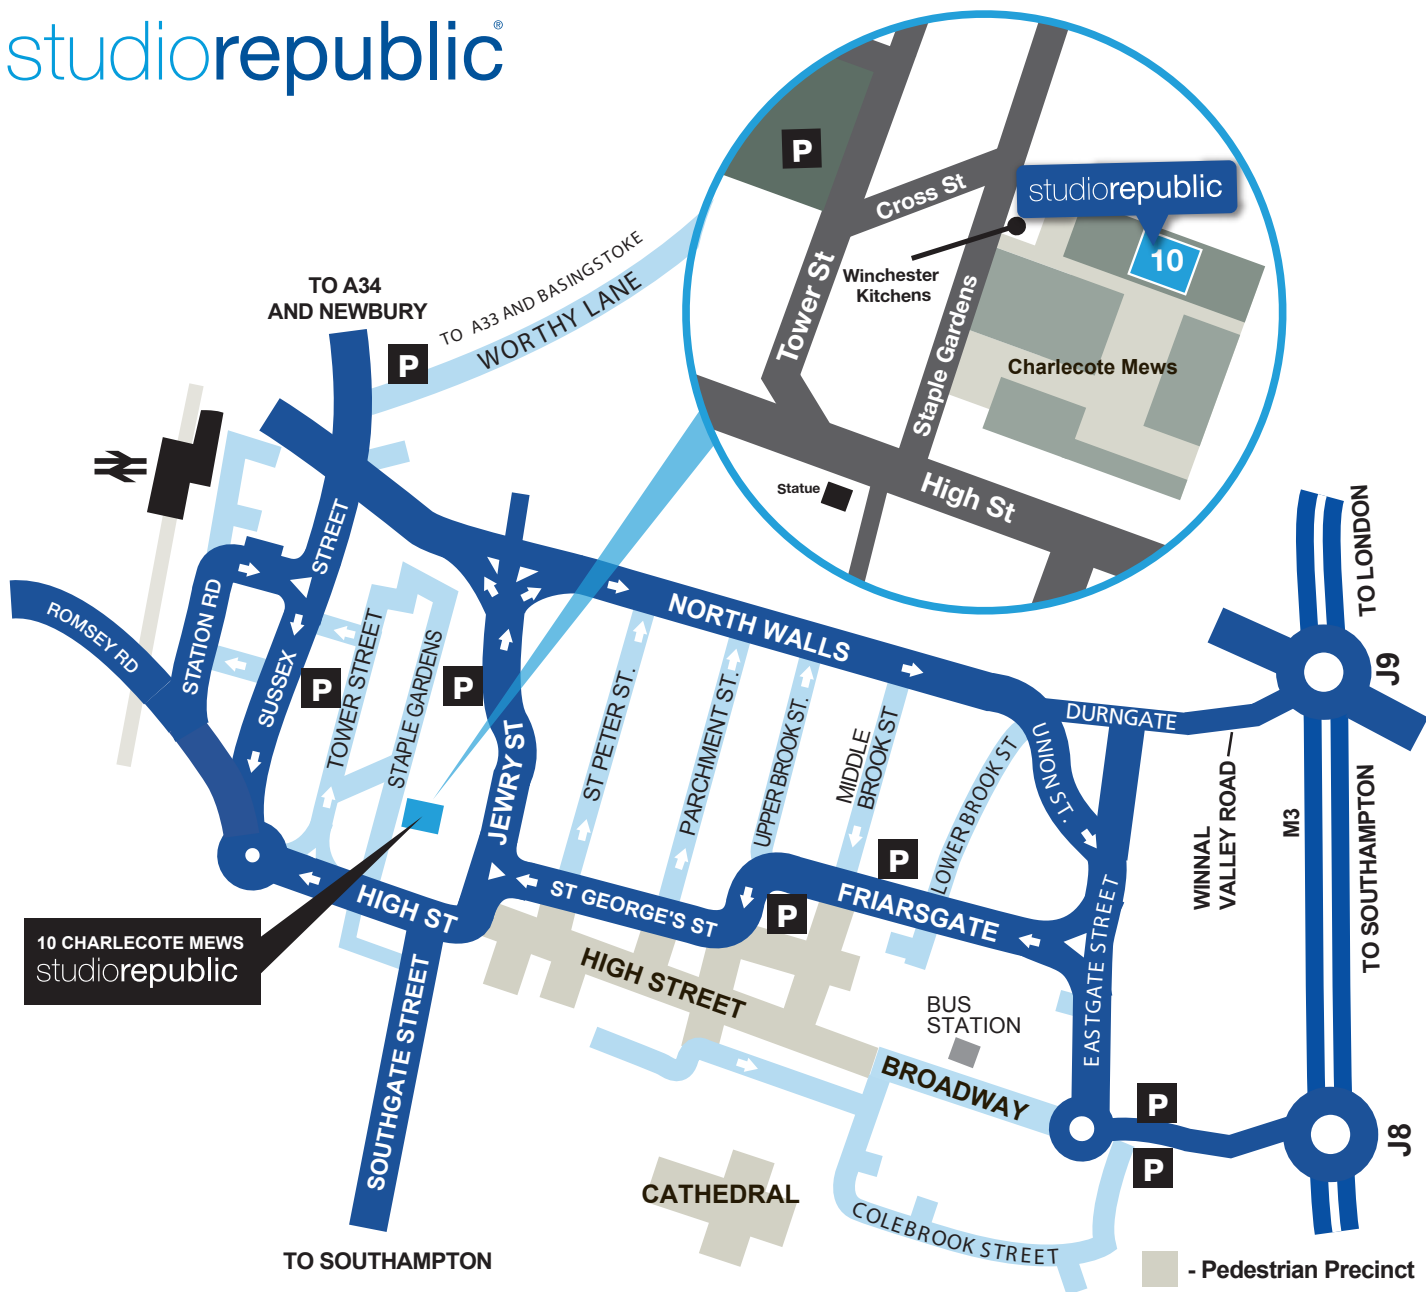 studiorepublic®
P
Cross St
studiorepublic
10
Winchester
Kitchens
Tower St
Staple Gardens
Charlecote Mews
High St
Statue
TO A34
AND NEWBURY
TO A33 AND BASINGSTOKE
WORTHY LANE
P
STREET
SUSSEX
STATION RD
ROMSEY RD
P
TOWER STREET
STAPLE GARDENS
P
JEWRY ST
NORTH WALLS
ST PETER ST.
PARCHMENT ST.
UPPER BROOK ST.
MIDDLE
BROOK ST
LOWER BROOK ST
UNION ST.
DURNGATE
WINNAL
VALLEY ROAD
M3
TO LONDON
J9
TO SOUTHAMPTON
P
FRIARSGATE
P
ST GEORGE'S ST
HIGH ST
10 CHARLECOTE MEWS
studiorepublic
HIGH STREET
SOUTHGATE STREET
BUS
STATION
BROADWAY
EASTGATE STREET
P
P
J8
CATHEDRAL
COLEBROOK STREET
TO SOUTHAMPTON
- Pedestrian Precinct